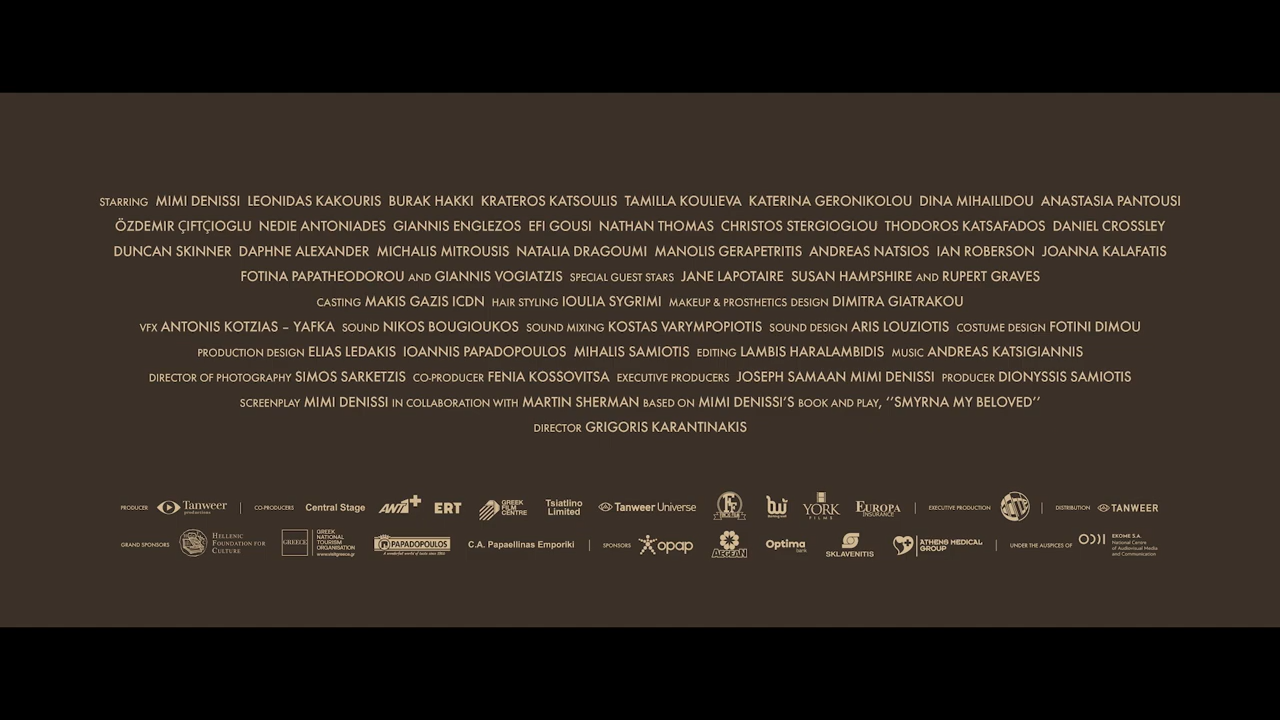 STARRING MIMI DENISSI LEONIDAS KAKOURIS BURAK HAKKI KRATEROS KATSOULIS TAMILLA KOULIEVA KATERINA GERONIKOLOU DINA MIHAILIDOU ANASTASIA PANTOUSI
ÖZDEMIR ÇIFTÇIOGLU NEDIE ANTONIADES GIANNIS ENGLEZOS EFI GOUSI NATHAN THOMAS CHRISTOS STERGIOGLOU THODOROS KATSAFADOS DANIEL CROSSLEY
DUNCAN SKINNER DAPHNE ALEXANDER MICHALIS MITROUSIS NATALIA DRAGOUMI MANOLIS GERAPETRITIS ANDREAS NATSIOS IAN ROBERSON JOANNA KALAFATIS
FOTINA PAPATHEODOROU AND GIANNIS VOGIATZIS SPECIAL GUEST STARS JANE LAPOTAIRE SUSAN HAMPSHIRE AND RUPERT GRAVES
CASTING MAKIS GAZIS ICDN HAIR STYLING IOULIA SYGRIMI MAKEUP & PROSTHETICS DESIGN DIMITRA GIATRAKOU
VFX ANTONIS KOTZIAS – YAFKA SOUND NIKOS BOUGIOUKOS SOUND MIXING KOSTAS VARYMPOPIOTIS SOUND DESIGN ARIS LOUZIOTIS COSTUME DESIGN FOTINI DIMOU
PRODUCTION DESIGN ELIAS LEDAKIS IOANNIS PAPADOPOULOS MIHALIS SAMIOTIS EDITING LAMBIS HARALAMBIDIS MUSIC ANDREAS KATSIGIANNIS
DIRECTOR OF PHOTOGRAPHY SIMOS SARKETZIS CO-PRODUCER FENIA KOSSOVITSA EXECUTIVE PRODUCERS JOSEPH SAMAAN MIMI DENISSI PRODUCER DIONYSSIS SAMIOTIS
SCREENPLAY MIMI DENISSI IN COLLABORATION WITH MARTIN SHERMAN BASED ON MIMI DENISSI'S BOOK AND PLAY, ''SMYRNA MY BELOVED''
DIRECTOR GRIGORIS KARANTINAKIS
PRODUCER Tanweer productions | CO-PRODUCERS Central Stage ANT1+ ERT GREEK FILM CENTRE Tsiatlino Limited Tanweer Universe FF bw YORK FILMS EUROPA INSURANCE | EXECUTIVE PRODUCTION | DISTRIBUTION TANWEER
GRAND SPONSORS HELLENIC FOUNDATION FOR CULTURE GREECE GREEK NATIONAL TOURISM ORGANISATION www.visitgreece.gr PAPADOPOULOS C.A. Papaellinas Emporiki | SPONSORS opap AEGEAN Optima bank SKLAVENITIS ATHENS MEDICAL GROUP | UNDER THE AUSPICES OF EKOME S.A. National Centre of Audiovisual Media and Communication